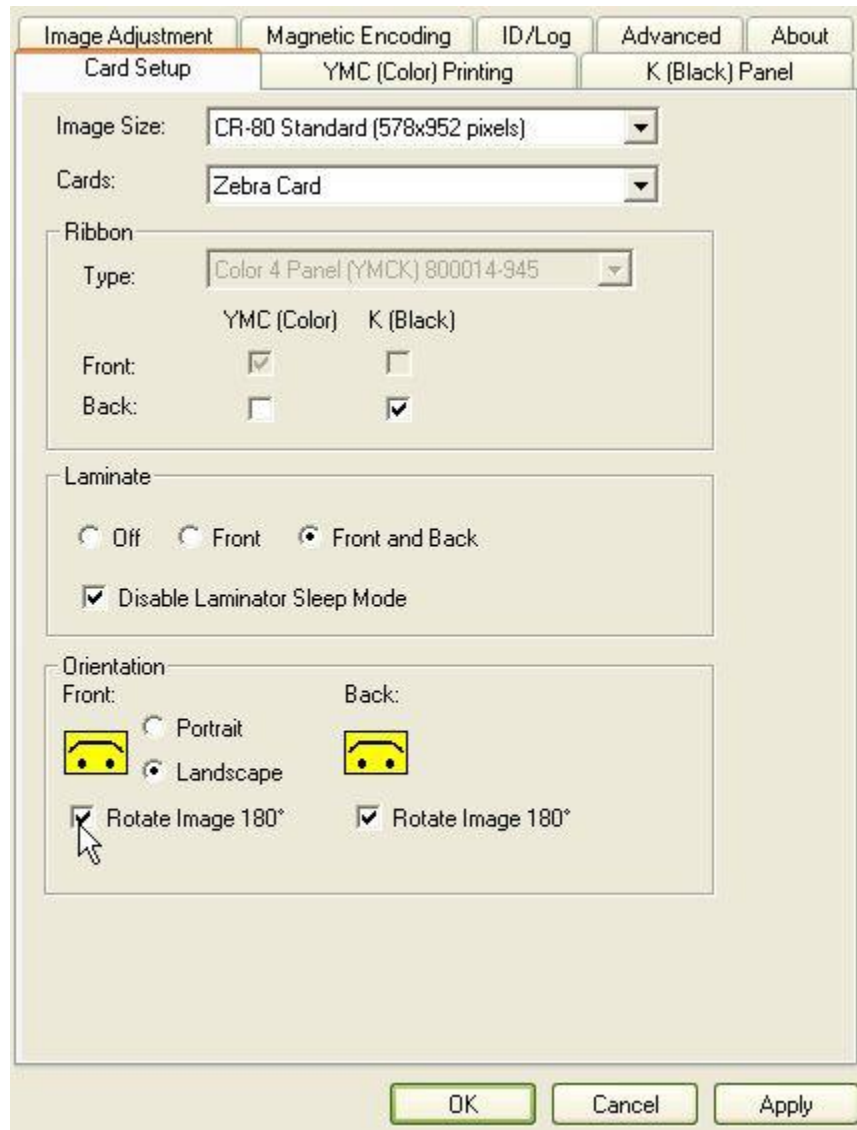 Image Adjustment Magnetic Encoding ID/Log Advanced About
Card Setup YMC (Color) Printing K (Black) Panel
Image Size: CR-80 Standard (578x952 pixels)
Cards: Zebra Card
Ribbon
Type: Color 4 Panel (YMCK) 800014-945
YMC (Color) K (Black)
Front:
Back:
Laminate
Off Front Front and Back
Disable Laminator Sleep Mode
Orientation
Front: Back:
Portrait
Landscape
Rotate Image 180° Rotate Image 180°
OK Cancel Apply